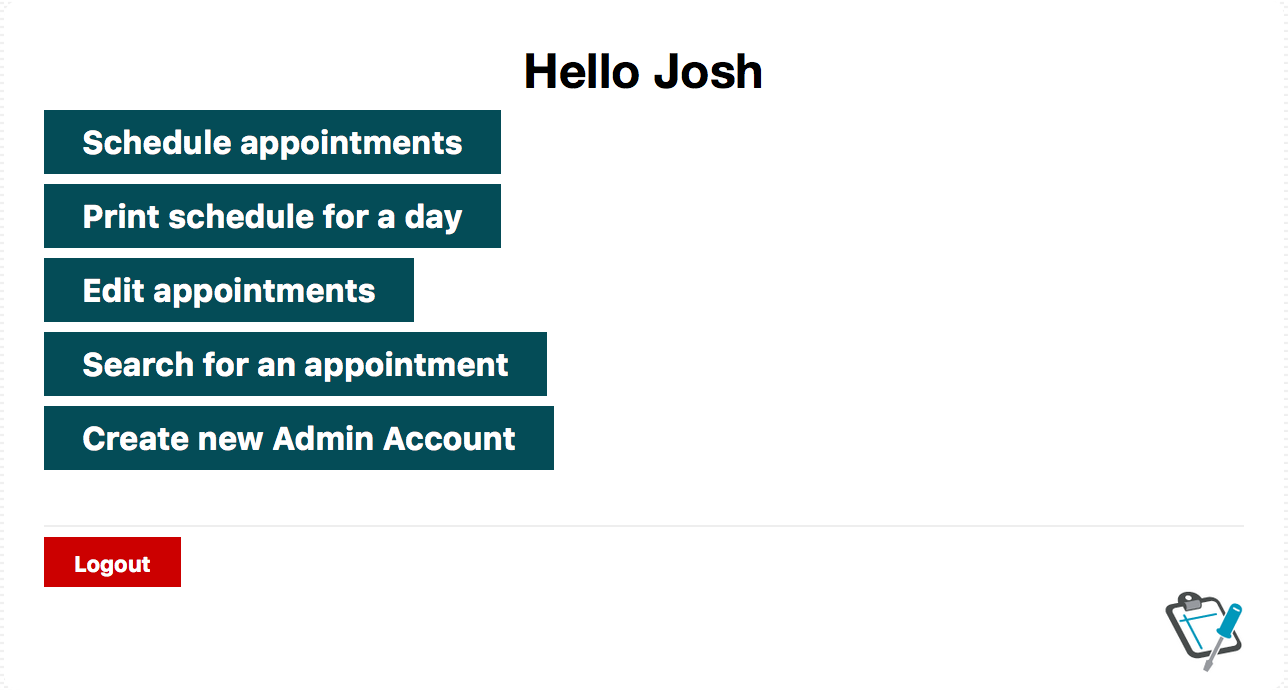 Hello Josh
Schedule appointments
Print schedule for a day
Edit appointments
Search for an appointment
Create new Admin Account
Logout